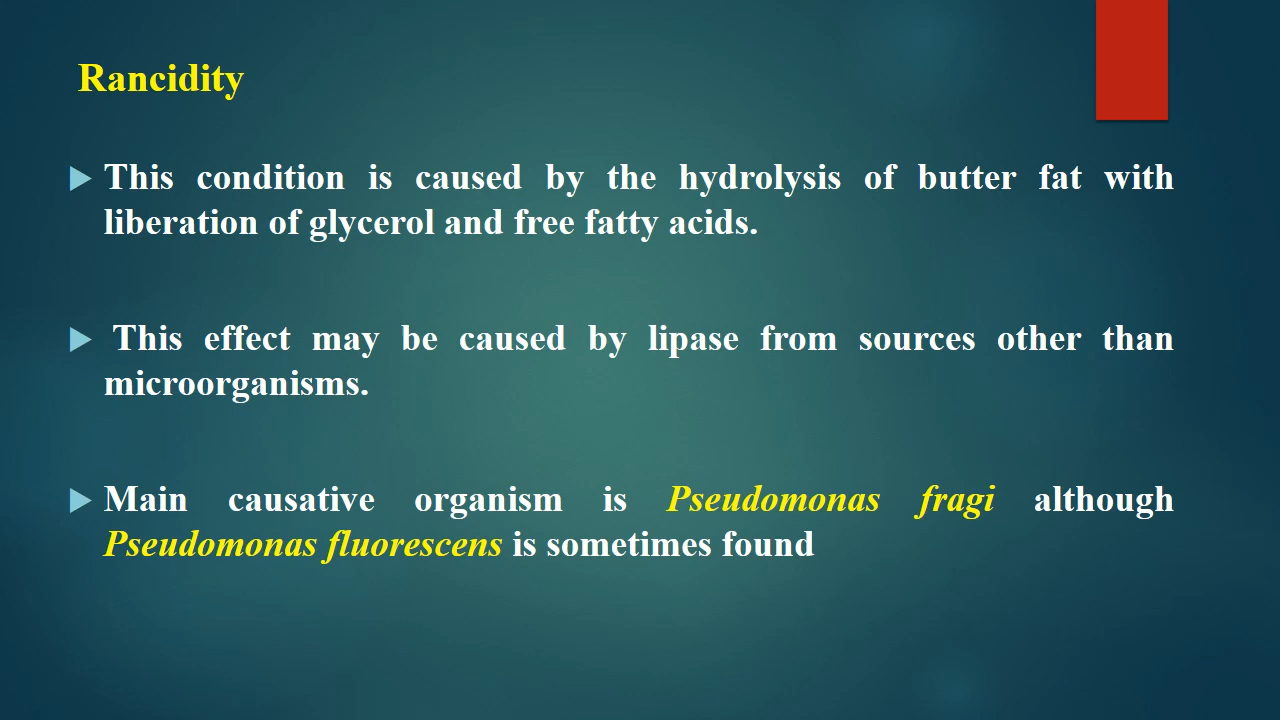 Rancidity
This condition is caused by the hydrolysis of butter fat with
liberation of glycerol and free fatty acids.
This effect may be caused by lipase from sources other than
microorganisms.
Main causative organism is Pseudomonas fragi although
Pseudomonas fluorescens is sometimes found